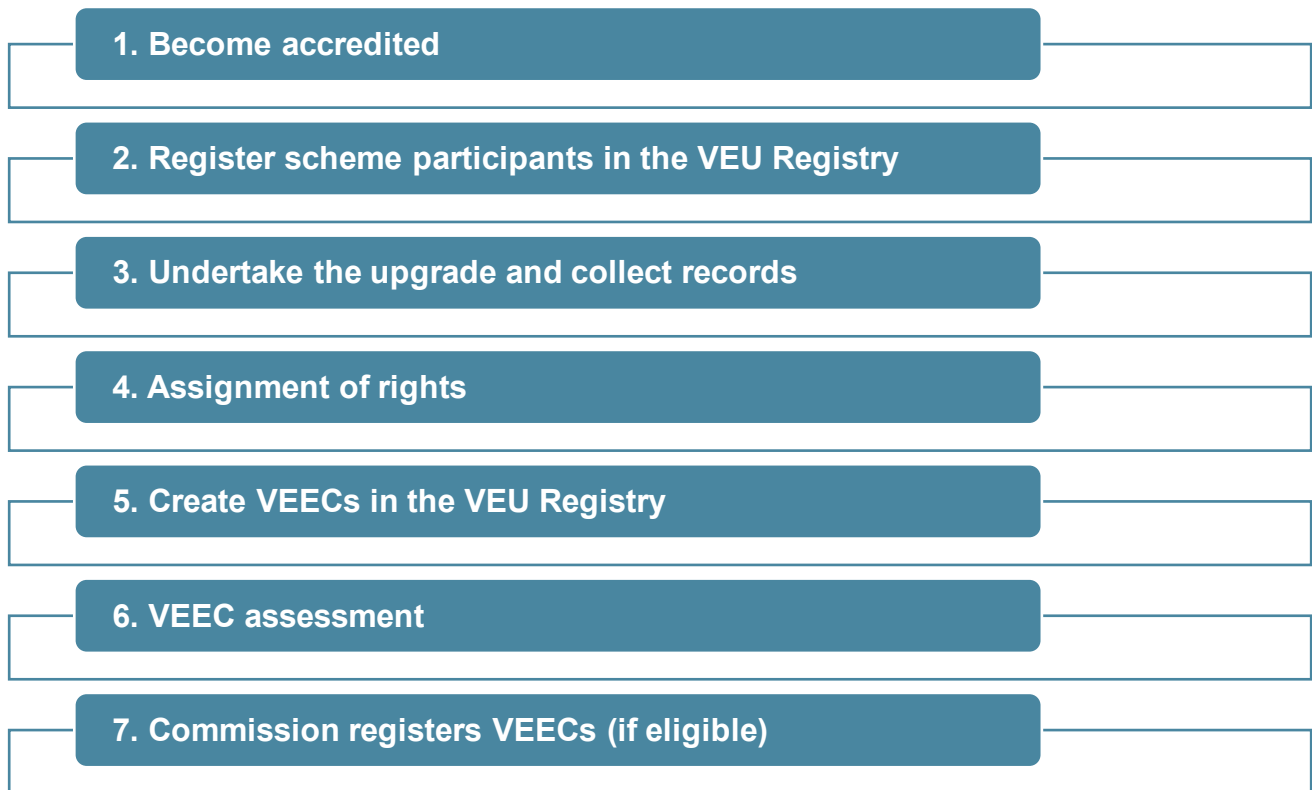 1. Become accredited
2. Register scheme participants in the VEU Registry
3. Undertake the upgrade and collect records
4. Assignment of rights
5. Create VEECs in the VEU Registry
6. VEEC assessment
7. Commission registers VEECs (if eligible)